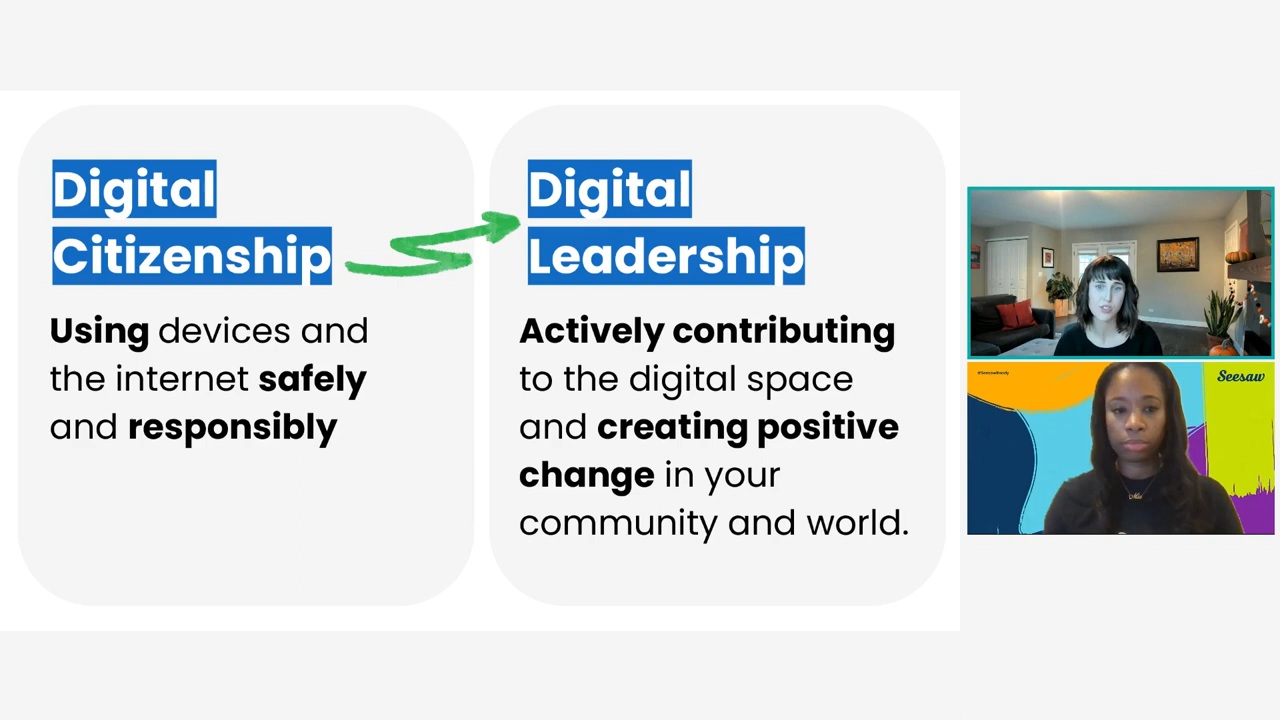 Digital
Citizenship
Using devices and
the internet safely
and responsibly
Digital
Leadership
Actively contributing
to the digital space
and creating positive
change in your
community and world.
Seesaw